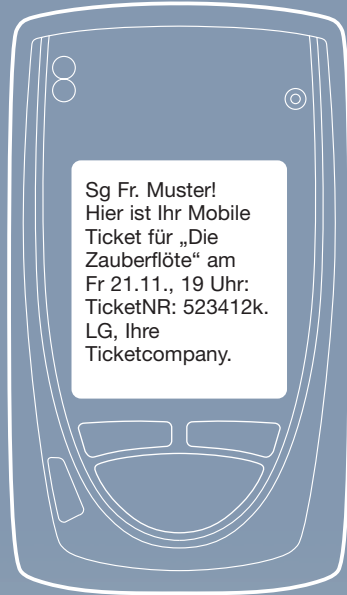 Sg Fr. Muster!
Hier ist Ihr Mobile
Ticket für „Die
Zauberflöte“ am
Fr 21.11., 19 Uhr:
TicketNR: 523412k.
LG, Ihre
Ticketcompany.